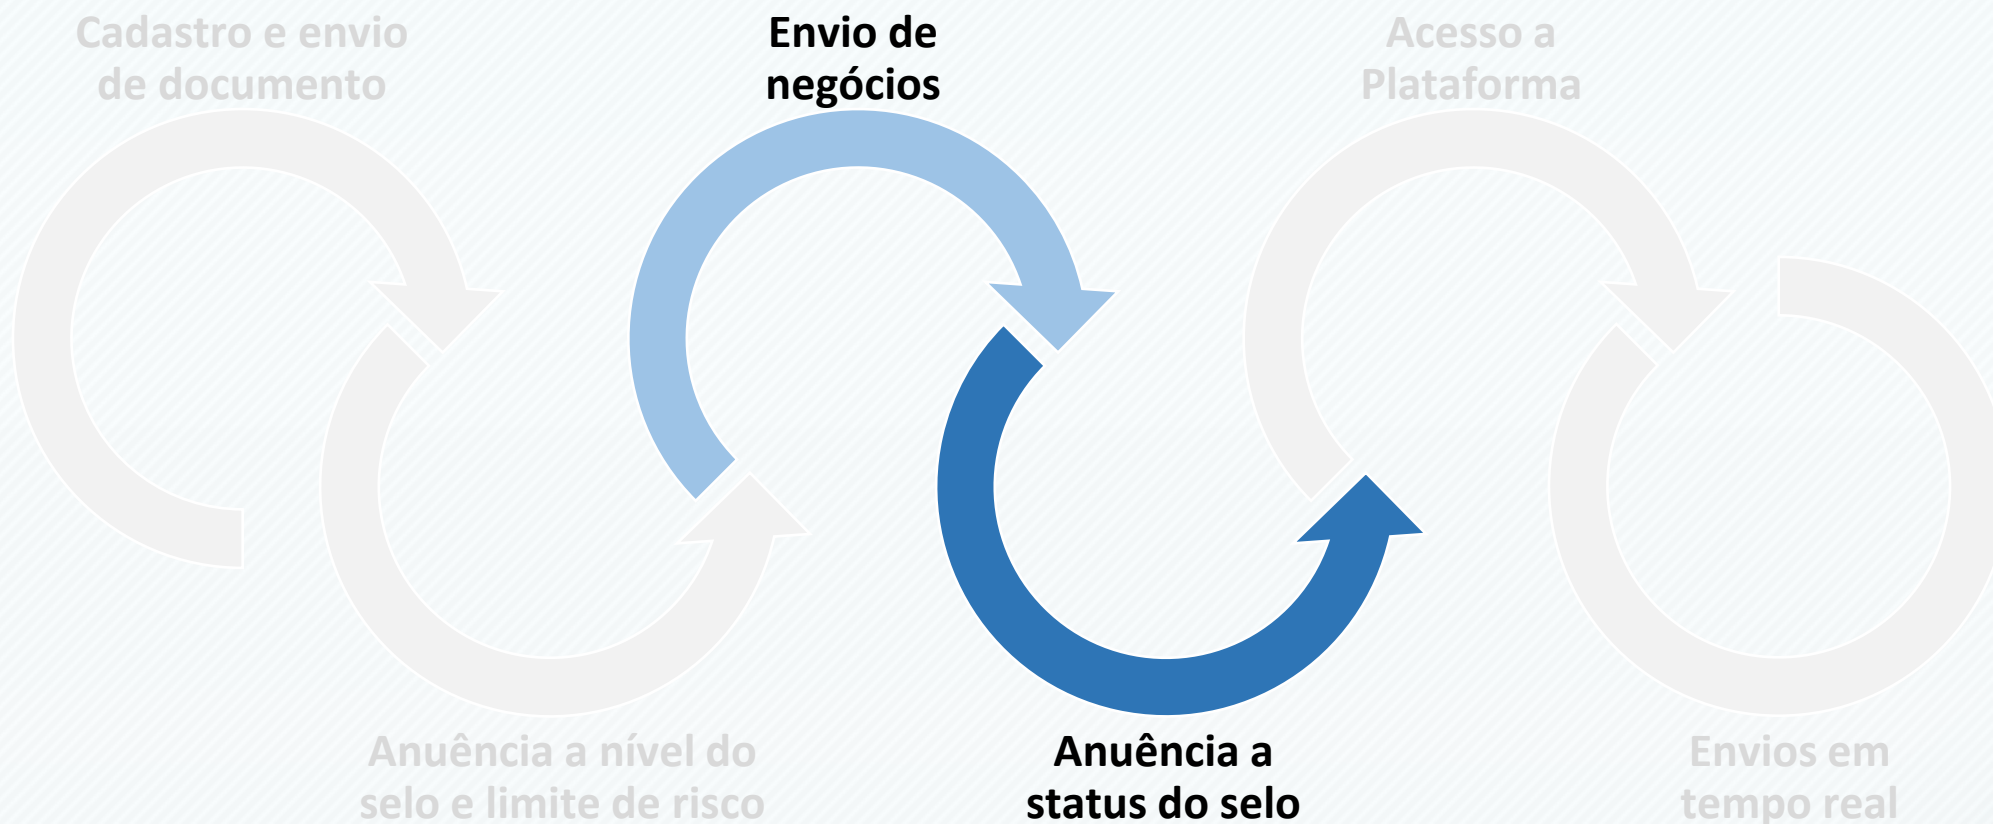 Cadastro e envio
de documento
Envio de
negócios
Acesso a
Plataforma
Anuência a nível do
selo e limite de risco
Anuência a
status do selo
Envios em
tempo real